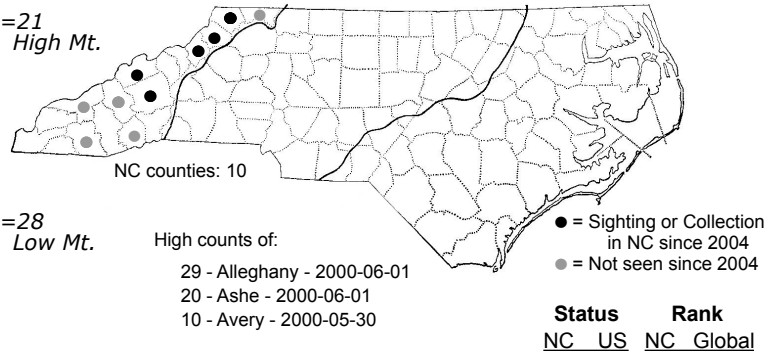 =21
High Mt.
NC counties: 10
=28
Low Mt.
High counts of:
29 - Alleghany - 2000-06-01
20 - Ashe - 2000-06-01
10 - Avery - 2000-05-30
● = Sighting or Collection
in NC since 2004
● = Not seen since 2004
Status Rank
NC US NC Global